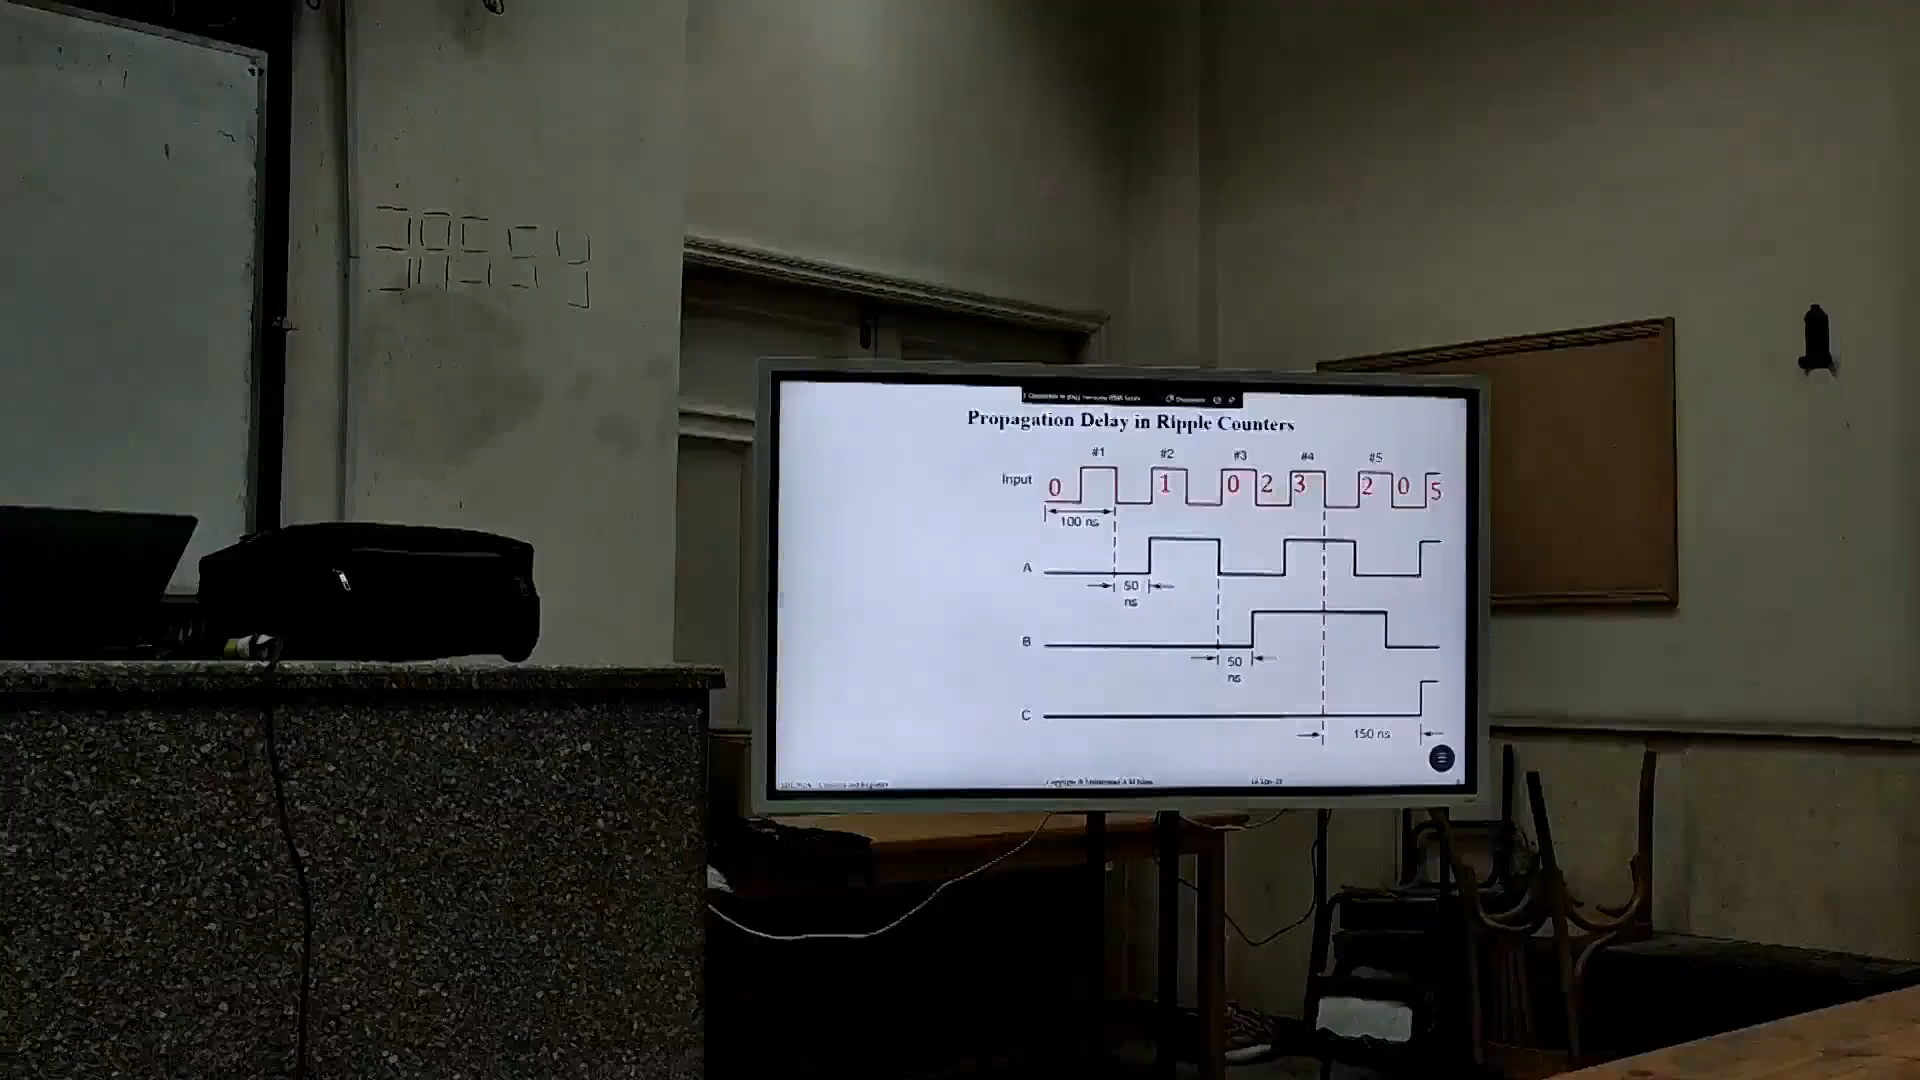 Propagation Delay in Ripple Counters
#1 #2 #3 #4 #5
Input 0 1 0 2 3 2 0 5
100 ns
A
50
ns
B
50
ns
C
150 ns